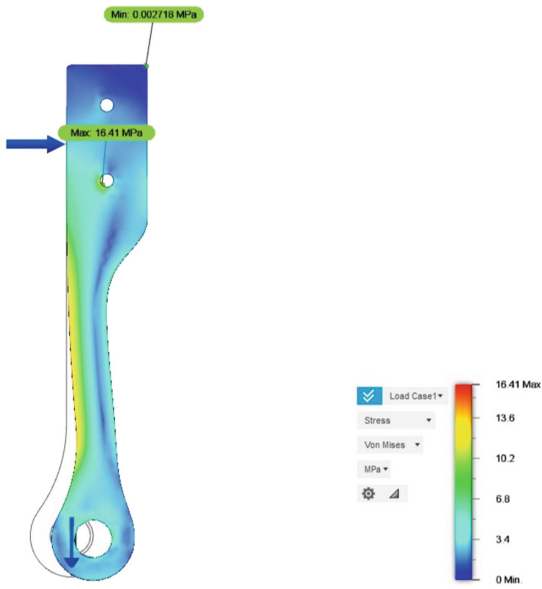 Min: 0.002718 MPa
Max: 16.41 MPa
Load Case1
Stress
Von Mises
MPa
16.41 Max
13.6
10.2
6.8
3.4
0 Min.